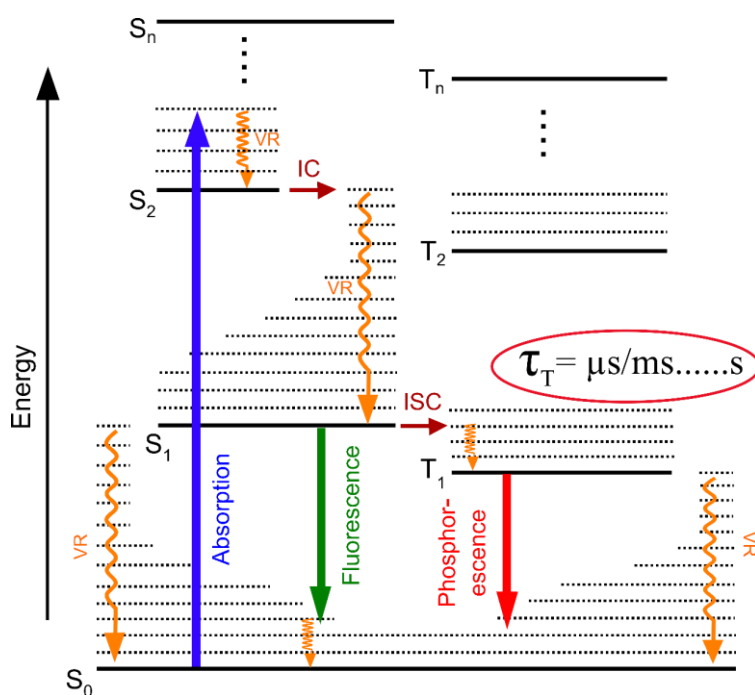 Sn
Tn
VR
IC
S2
T2
VR
Energy
τT= µs/ms......s
ISC
S1
T1
VR
Absorption
Fluorescence
Phosphor-
escence
VR
S0